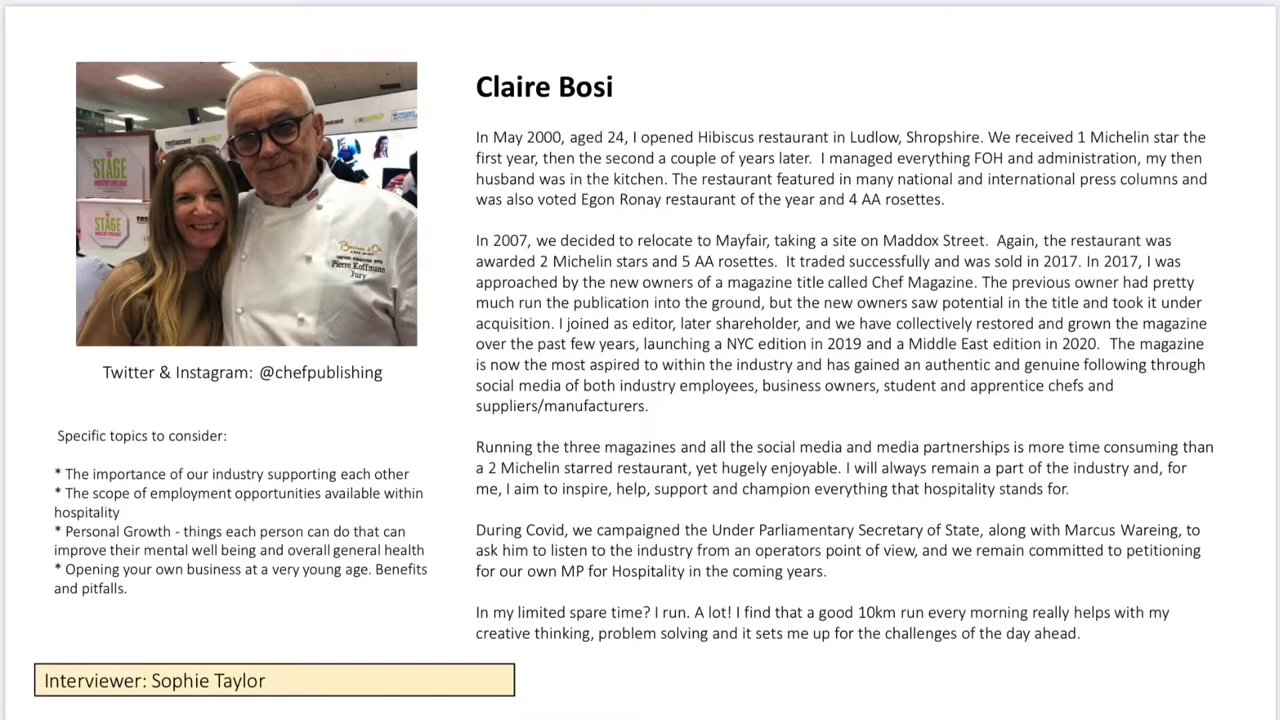 THE
STAGE
INDUSTRY SPOTLIGHT
STAGE
restaurant
Pierre Koffmann
Jury
Twitter & Instagram: @chefpublishing
Specific topics to consider:
* The importance of our industry supporting each other
* The scope of employment opportunities available within
hospitality
* Personal Growth - things each person can do that can
improve their mental well being and overall general health
* Opening your own business at a very young age. Benefits
and pitfalls.
Claire Bosi
In May 2000, aged 24, I opened Hibiscus restaurant in Ludlow, Shropshire. We received 1 Michelin star the
first year, then the second a couple of years later.  I managed everything FOH and administration, my then
husband was in the kitchen. The restaurant featured in many national and international press columns and
was also voted Egon Ronay restaurant of the year and 4 AA rosettes.
In 2007, we decided to relocate to Mayfair, taking a site on Maddox Street.  Again, the restaurant was
awarded 2 Michelin stars and 5 AA rosettes.  It traded successfully and was sold in 2017. In 2017, I was
approached by the new owners of a magazine title called Chef Magazine. The previous owner had pretty
much run the publication into the ground, but the new owners saw potential in the title and took it under
acquisition. I joined as editor, later shareholder, and we have collectively restored and grown the magazine
over the past few years, launching a NYC edition in 2019 and a Middle East edition in 2020.  The magazine
is now the most aspired to within the industry and has gained an authentic and genuine following through
social media of both industry employees, business owners, student and apprentice chefs and
suppliers/manufacturers.
Running the three magazines and all the social media and media partnerships is more time consuming than
a 2 Michelin starred restaurant, yet hugely enjoyable. I will always remain a part of the industry and, for
me, I aim to inspire, help, support and champion everything that hospitality stands for.
During Covid, we campaigned the Under Parliamentary Secretary of State, along with Marcus Wareing, to
ask him to listen to the industry from an operators point of view, and we remain committed to petitioning
for our own MP for Hospitality in the coming years.
In my limited spare time? I run. A lot! I find that a good 10km run every morning really helps with my
creative thinking, problem solving and it sets me up for the challenges of the day ahead.
Interviewer: Sophie Taylor